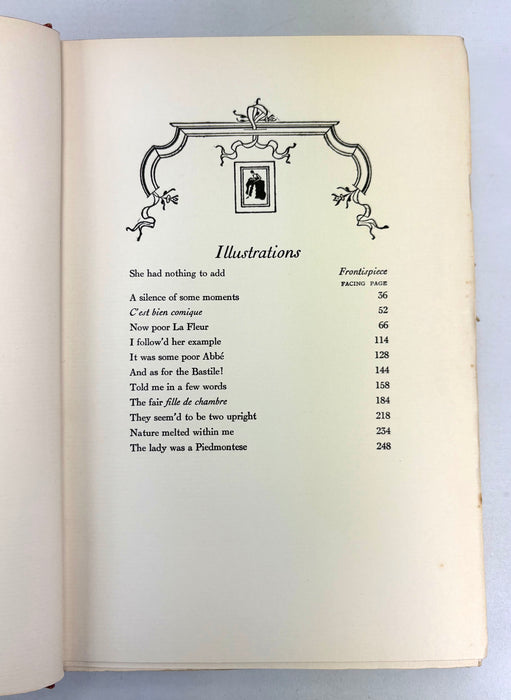 Illustrations
She had nothing to add Frontispiece
FACING PAGE
A silence of some moments 36
C'est bien comique 52
Now poor La Fleur 66
I follow'd her example 114
It was some poor Abbé 128
And as for the Bastile! 144
Told me in a few words 158
The fair fille de chambre 184
They seem'd to be two upright 218
Nature melted within me 234
The lady was a Piedmontese 248